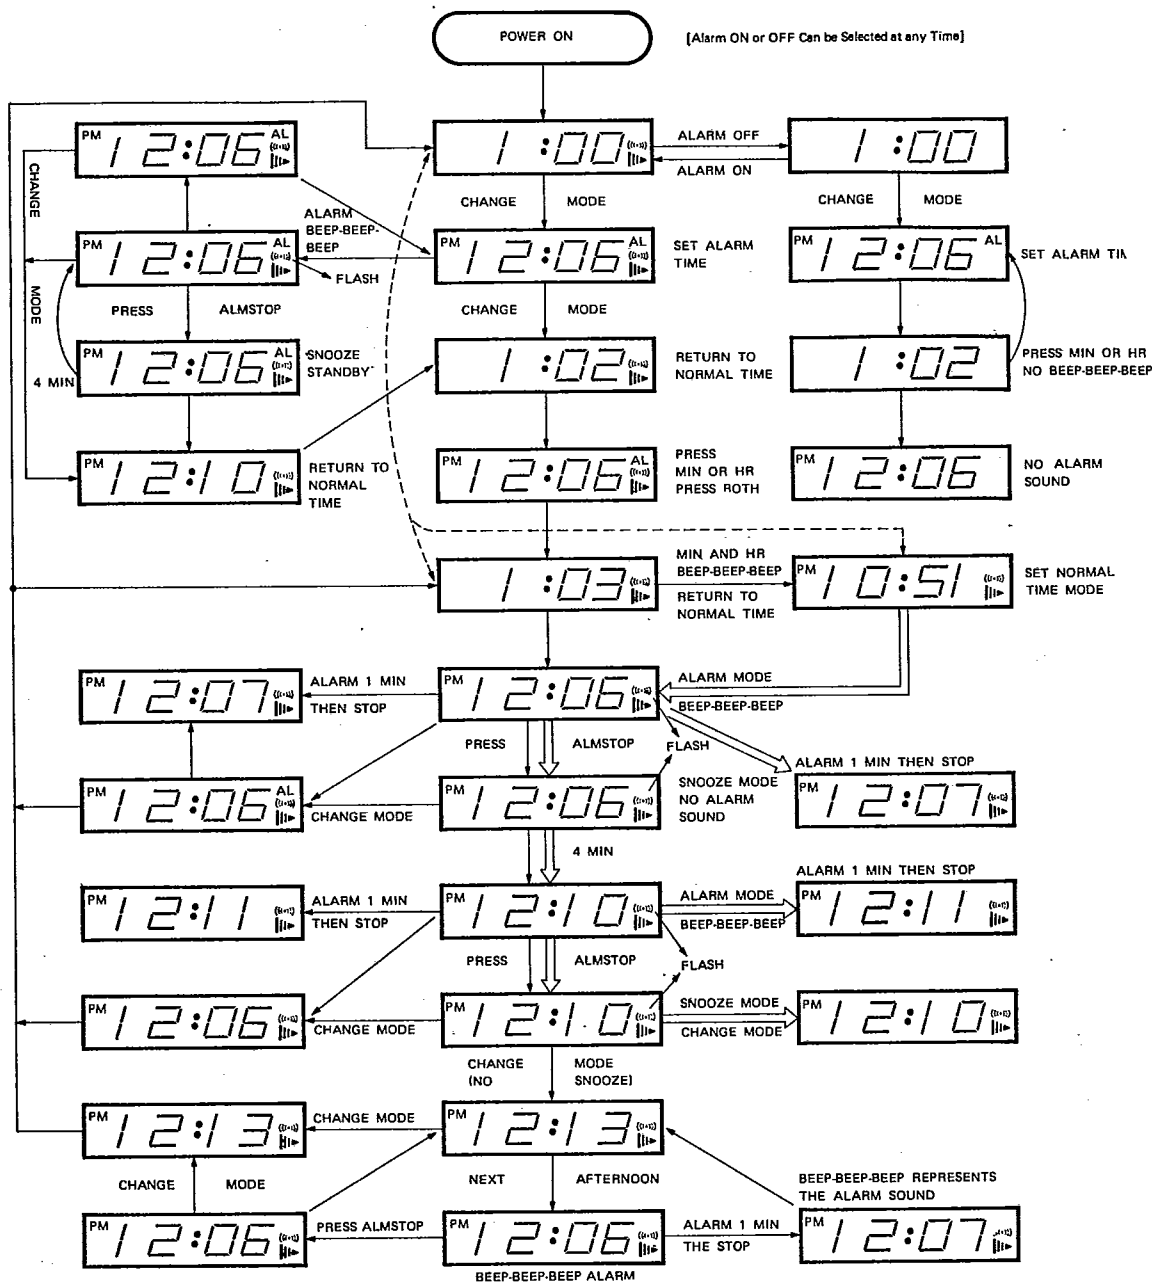 POWER ON
[Alarm ON or OFF Can be Selected at any Time]
PM 12:06 AL
1:00
ALARM OFF
ALARM ON
1:00
CHANGE
MODE
CHANGE MODE
CHANGE MODE
PM 12:06 AL
ALARM
BEEP-BEEP-
BEEP
FLASH
PM 12:06 AL
SET ALARM
TIME
PM 12:06 AL
SET ALARM TIM
PRESS ALMSTOP
CHANGE MODE
PM 12:06 AL
SNOOZE
STANDBY
4 MIN
1:02
RETURN TO
NORMAL TIME
1:02
PRESS MIN OR HR
NO BEEP-BEEP-BEEP
PM 12:10
RETURN TO
NORMAL
TIME
PM 12:06 AL
PRESS
MIN OR HR
PRESS ROTH
PM 12:06
NO ALARM
SOUND
1:03
MIN AND HR
BEEP-BEEP-BEEP
RETURN TO
NORMAL TIME
PM 10:51
SET NORMAL
TIME MODE
PM 12:07
ALARM 1 MIN
THEN STOP
PM 12:06
ALARM MODE
BEEP-BEEP-BEEP
PRESS ALMSTOP
FLASH
ALARM 1 MIN THEN STOP
PM 12:07
PM 12:06 AL
CHANGE MODE
PM 12:06
SNOOZE MODE
NO ALARM
SOUND
4 MIN
ALARM 1 MIN THEN STOP
PM 12:11
ALARM 1 MIN
THEN STOP
PM 12:10
ALARM MODE
BEEP-BEEP-BEEP
PM 12:11
PRESS ALMSTOP
FLASH
PM 12:06
CHANGE MODE
PM 12:10
SNOOZE MODE
CHANGE MODE
PM 12:10
CHANGE MODE
(NO SNOOZE)
PM 12:13
CHANGE MODE
PM 12:13
CHANGE MODE
NEXT AFTERNOON
BEEP-BEEP-BEEP REPRESENTS
THE ALARM SOUND
PM 12:06
PRESS ALMSTOP
PM 12:06
ALARM 1 MIN
THE STOP
PM 12:07
BEEP-BEEP-BEEP ALARM